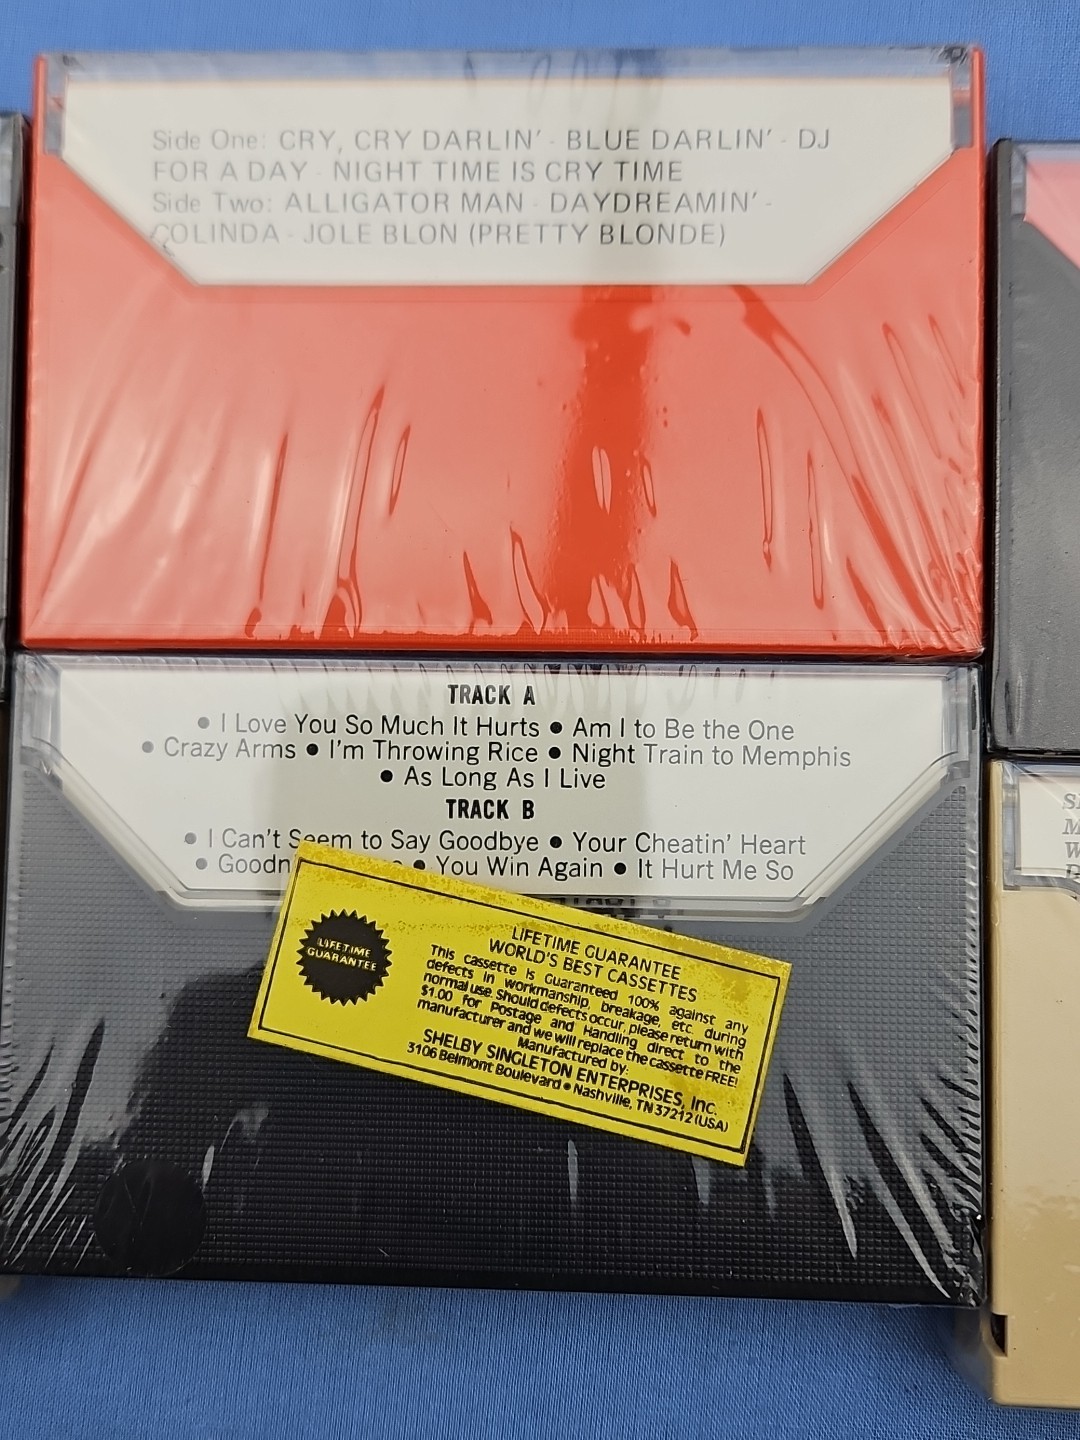 Side One: CRY, CRY DARLIN' - BLUE DARLIN' - DJ
FOR A DAY - NIGHT TIME IS CRY TIME
Side Two: ALLIGATOR MAN - DAYDREAMIN' -
COLINDA - JOLE BLON (PRETTY BLONDE)
TRACK A
• I Love You So Much It Hurts • Am I to Be the One
• Crazy Arms • I'm Throwing Rice • Night Train to Memphis
• As Long As I Live
TRACK B
• I Can't Seem to Say Goodbye • Your Cheatin' Heart
• Goodn • You Win Again • It Hurt Me So
LIFETIME
GUARANTEE
LIFETIME GUARANTEE
WORLD'S BEST CASSETTES
This cassette is Guaranteed 100% against any
defects in workmanship, breakage, etc. during
normal use. Should defects occur, please return with
$1.00 for Postage and Handling direct to the
manufacturer and we will replace the cassette FREE!
Manufactured by:
SHELBY SINGLETON ENTERPRISES, Inc.
3106 Belmont Boulevard • Nashville, TN 37212 (USA)